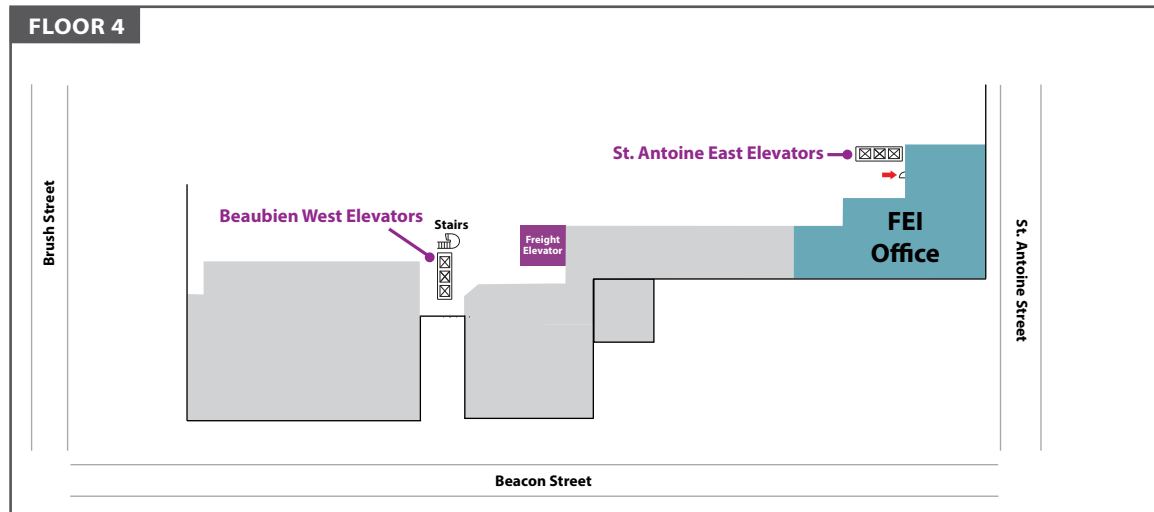 FLOOR 4
St. Antoine East Elevators
Beaubien West Elevators
Stairs
Freight
Elevator
FEI
Office
Brush Street
St. Antoine Street
Beacon Street